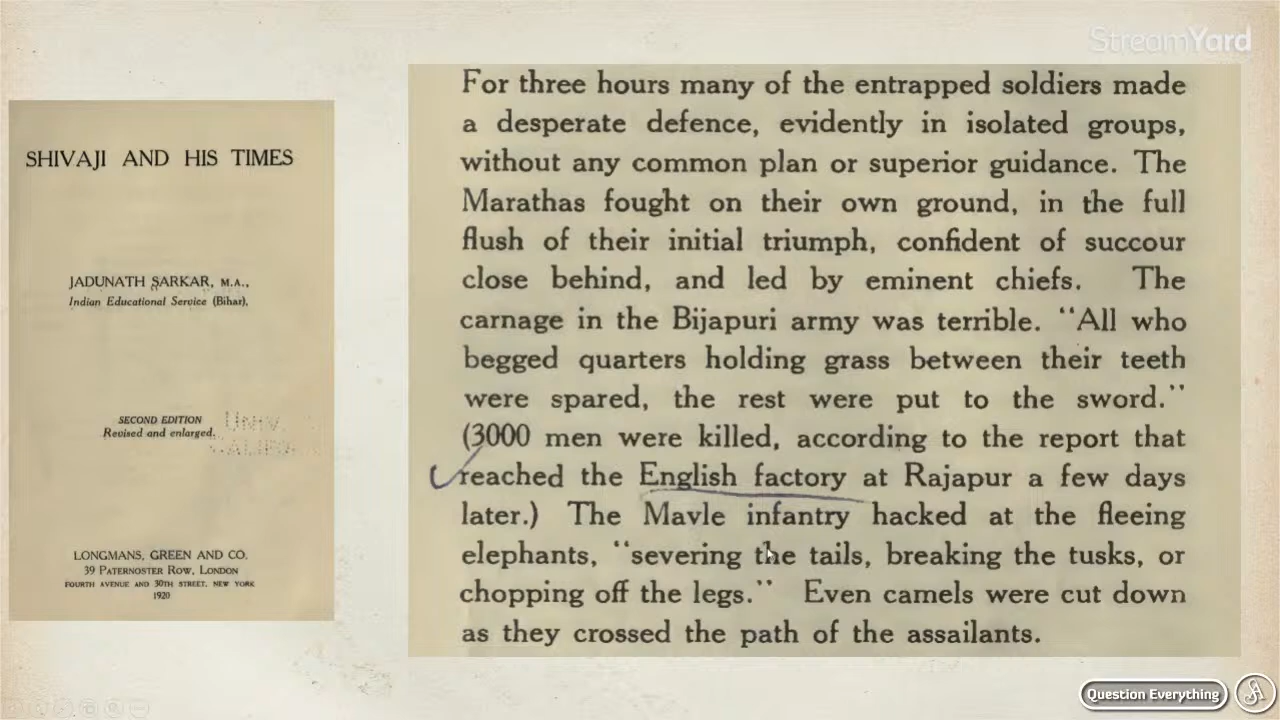 StreamYard
SHIVAJI AND HIS TIMES
JADUNATH SARKAR, M.A.,
Indian Educational Service (Bihar),
SECOND EDITION
Revised and enlarged.
UNIV.
LONGMANS, GREEN AND CO.
39 PATERNOSTER ROW, LONDON
FOURTH AVENUE AND 30TH STREET, NEW YORK
1920
For three hours many of the entrapped soldiers made
a desperate defence, evidently in isolated groups,
without any common plan or superior guidance. The
Marathas fought on their own ground, in the full
flush of their initial triumph, confident of succour
close behind, and led by eminent chiefs. The
carnage in the Bijapuri army was terrible. “All who
begged quarters holding grass between their teeth
were spared, the rest were put to the sword.”
(3000 men were killed, according to the report that
reached the English factory at Rajapur a few days
later.) The Mavle infantry hacked at the fleeing
elephants, “severing the tails, breaking the tusks, or
chopping off the legs.” Even camels were cut down
as they crossed the path of the assailants.
Question Everything